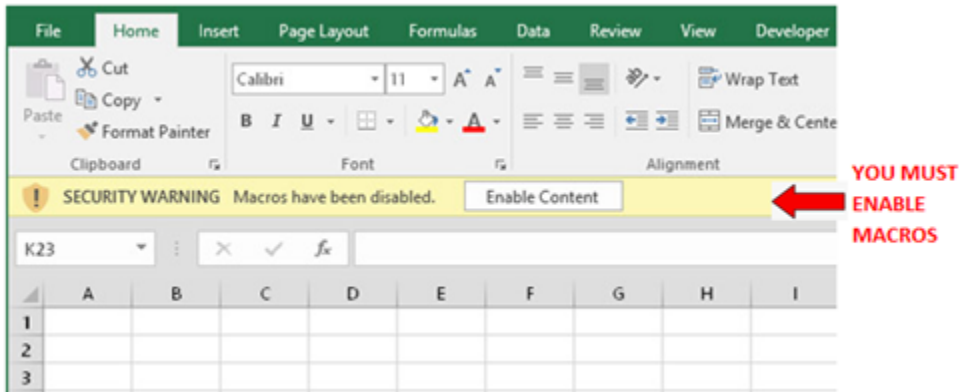 File Home Insert Page Layout Formulas Data Review View Developer
Cut
Calibri 11 A A Wrap Text
Copy
Paste
B I U A Merge & Cente
Format Painter
Clipboard Font Alignment
SECURITY WARNING Macros have been disabled. Enable Content
YOU MUST
ENABLE
MACROS
K23 fx
A B C D E F G H I
1
2
3